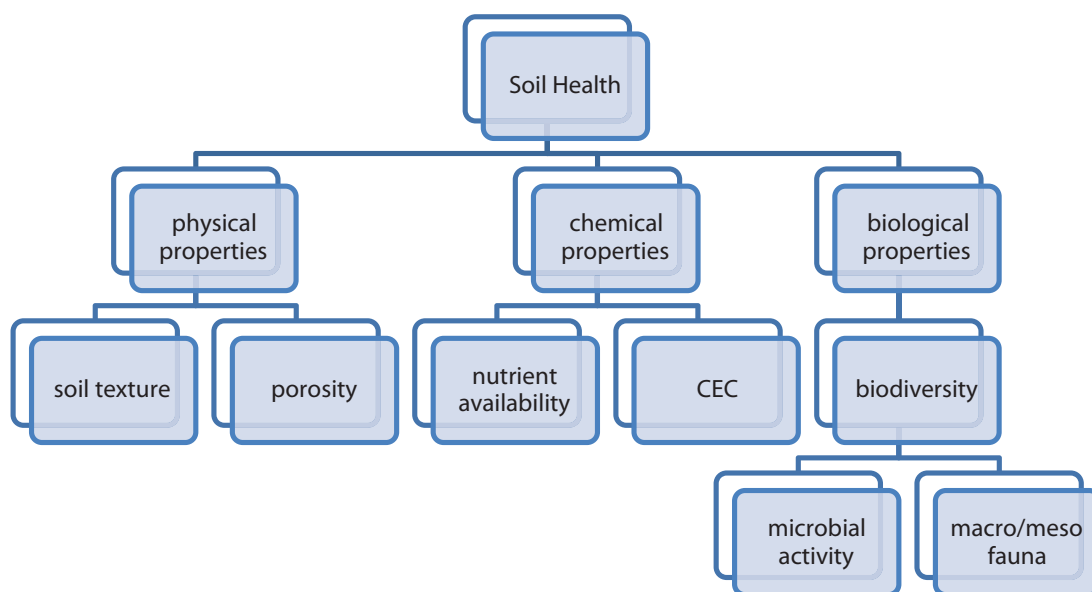 Soil Health
physical
properties
chemical
properties
biological
properties
soil texture
porosity
nutrient
availability
CEC
biodiversity
microbial
activity
macro/meso
fauna